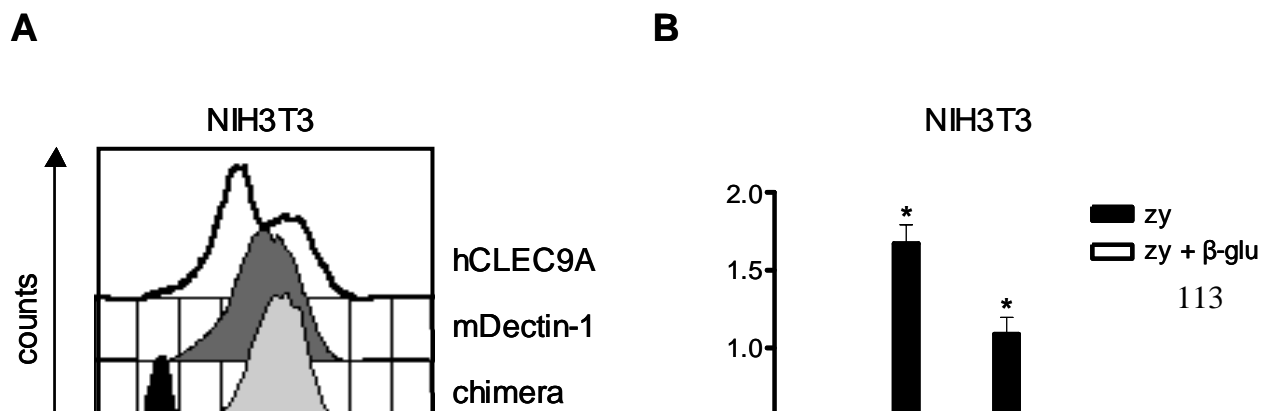 A
B
NIH3T3
NIH3T3
counts
hCLEC9A
mDectin-1
chimera
2.0
1.5
1.0
*
*
zy
zy + β-glu
113